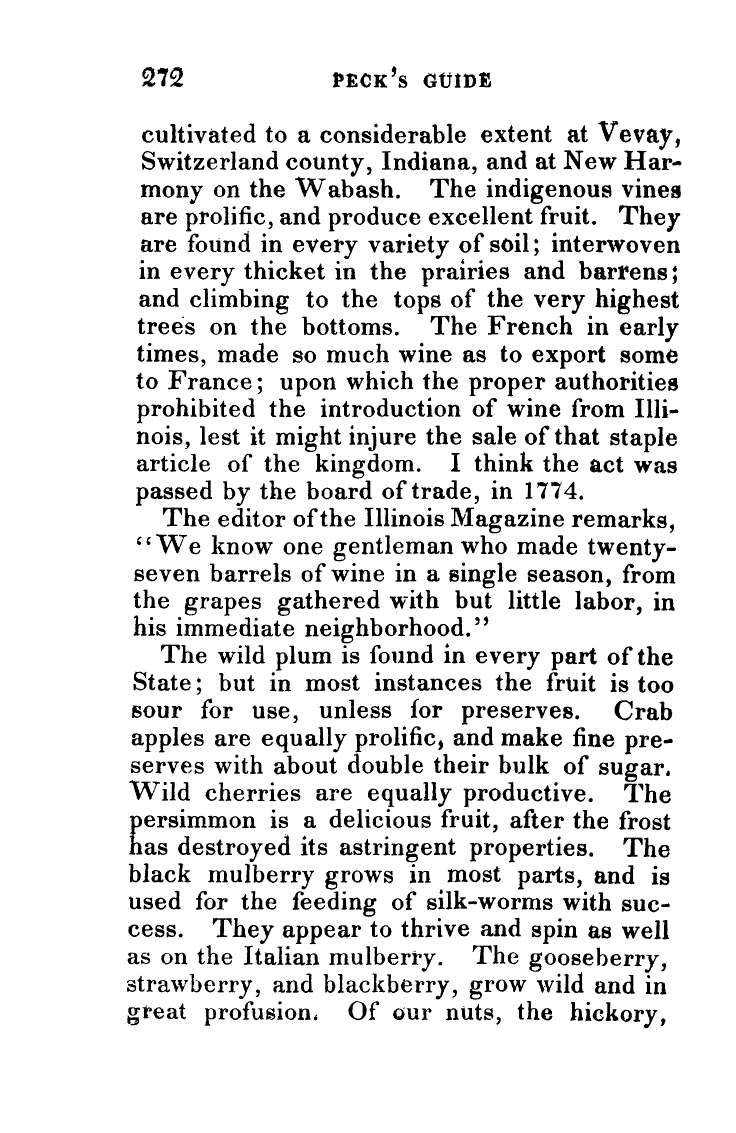 272 PECK'S GUIDE
cultivated to a considerable extent at Vevay,
Switzerland county, Indiana, and at New Har-
mony on the Wabash. The indigenous vines
are prolific, and produce excellent fruit. They
are found in every variety of soil; interwoven
in every thicket in the prairies and barrens;
and climbing to the tops of the very highest
trees on the bottoms. The French in early
times, made so much wine as to export some
to France; upon which the proper authorities
prohibited the introduction of wine from Illi-
nois, lest it might injure the sale of that staple
article of the kingdom. I think the act was
passed by the board of trade, in 1774.
The editor of the Illinois Magazine remarks,
"We know one gentleman who made twenty-
seven barrels of wine in a single season, from
the grapes gathered with but little labor, in
his immediate neighborhood."
The wild plum is found in every part of the
State; but in most instances the fruit is too
sour for use, unless for preserves. Crab
apples are equally prolific, and make fine pre-
serves with about double their bulk of sugar.
Wild cherries are equally productive. The
persimmon is a delicious fruit, after the frost
has destroyed its astringent properties. The
black mulberry grows in most parts, and is
used for the feeding of silk-worms with suc-
cess. They appear to thrive and spin as well
as on the Italian mulberry. The gooseberry,
strawberry, and blackberry, grow wild and in
great profusion. Of our nuts, the hickory,